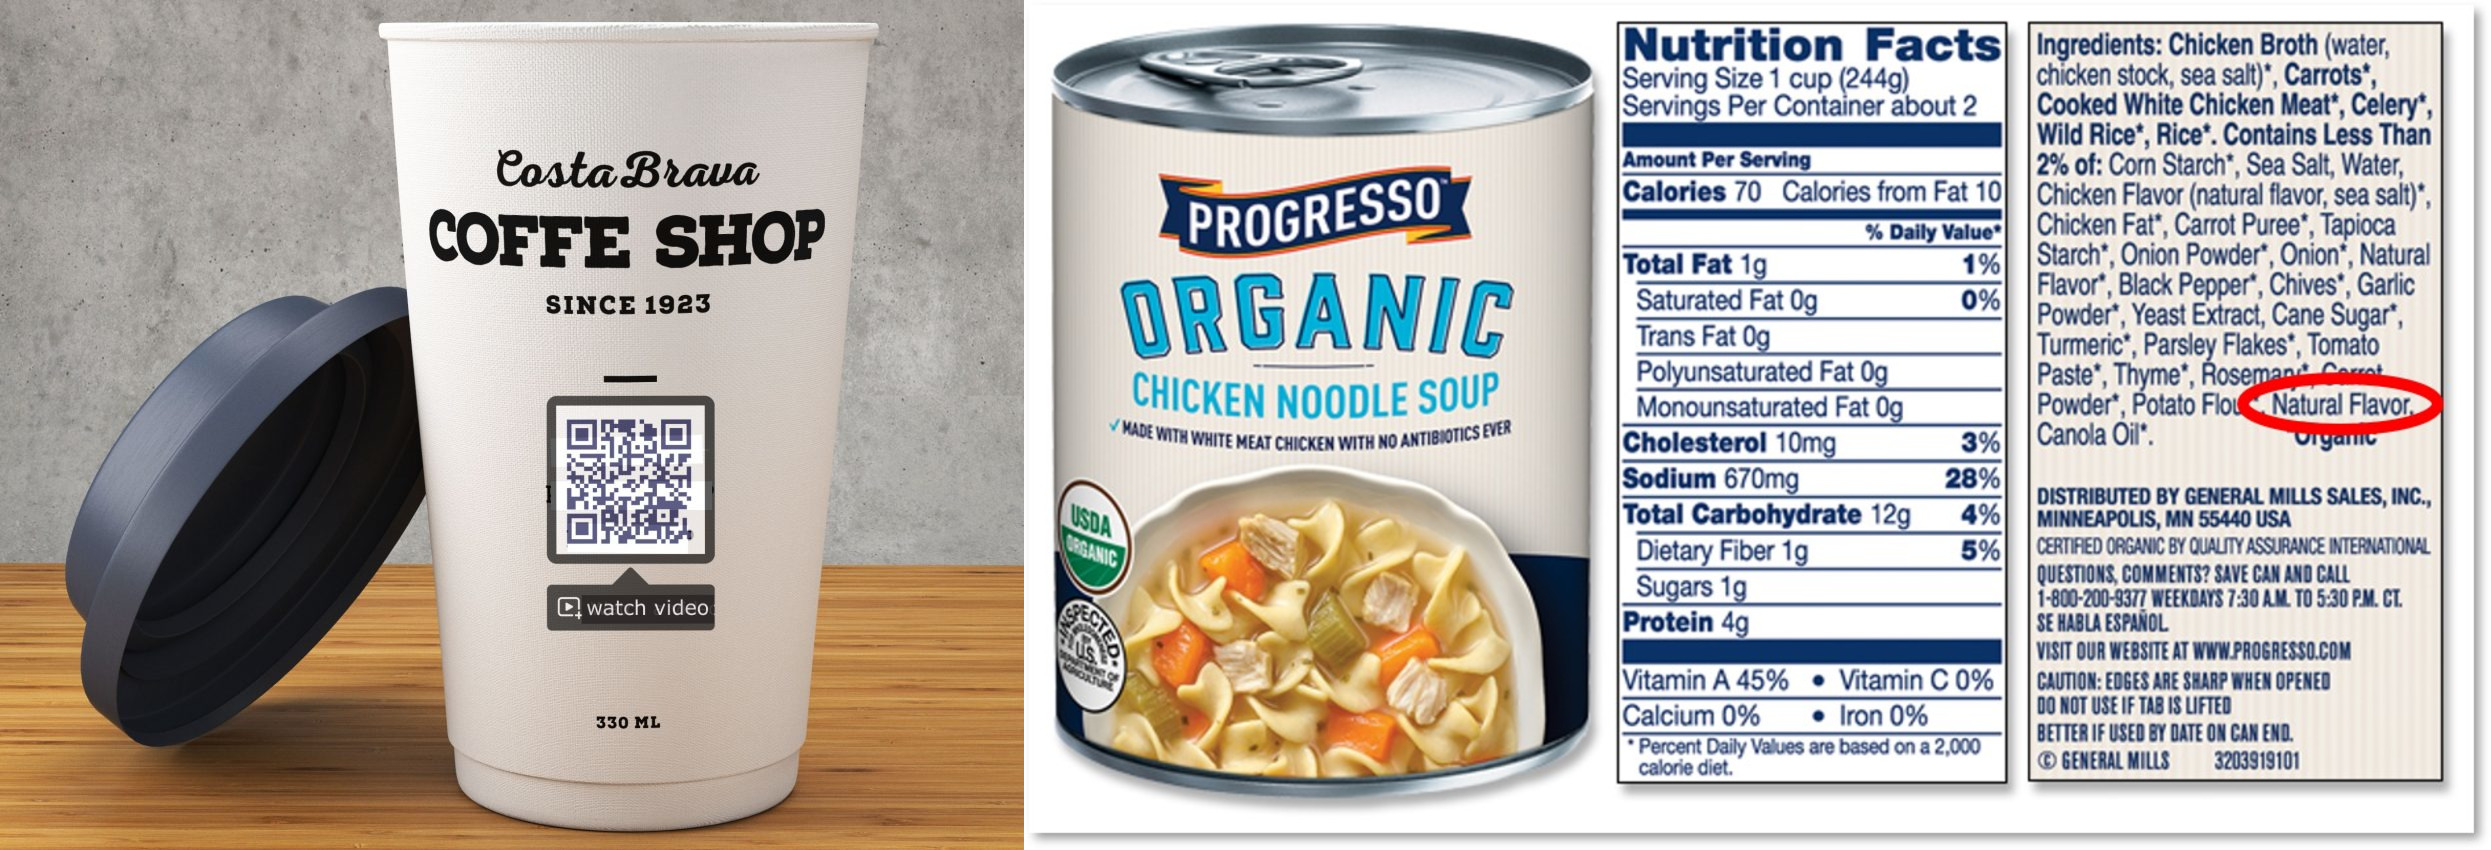 Costa Brava
COFFE SHOP
SINCE 1923
watch video
330 ML
PROGRESSO
ORGANIC
CHICKEN NOODLE SOUP
✓MADE WITH WHITE MEAT CHICKEN WITH NO ANTIBIOTICS EVER
USDA
ORGANIC
INSPECTED
FOR WHOLESOMENESS
BY
U.S.
DEPARTMENT OF
AGRICULTURE
Nutrition Facts
Serving Size 1 cup (244g)
Servings Per Container about 2
Amount Per Serving
Calories 70 Calories from Fat 10
% Daily Value*
Total Fat 1g 1%
Saturated Fat 0g 0%
Trans Fat 0g
Polyunsaturated Fat 0g
Monounsaturated Fat 0g
Cholesterol 10mg 3%
Sodium 670mg 28%
Total Carbohydrate 12g 4%
Dietary Fiber 1g 5%
Sugars 1g
Protein 4g
Vitamin A 45% • Vitamin C 0%
Calcium 0% • Iron 0%
* Percent Daily Values are based on a 2,000
calorie diet.
Ingredients: Chicken Broth (water,
chicken stock, sea salt)*, Carrots*,
Cooked White Chicken Meat*, Celery*,
Wild Rice*, Rice*. Contains Less Than
2% of: Corn Starch*, Sea Salt, Water,
Chicken Flavor (natural flavor, sea salt)*,
Chicken Fat*, Carrot Puree*, Tapioca
Starch*, Onion Powder*, Onion*, Natural
Flavor*, Black Pepper*, Chives*, Garlic
Powder*, Yeast Extract, Cane Sugar*,
Turmeric*, Parsley Flakes*, Tomato
Paste*, Thyme*, Rosemary*, Carrot
Powder*, Potato Flour*, Natural Flavor,
Canola Oil*. Organic
DISTRIBUTED BY GENERAL MILLS SALES, INC.,
MINNEAPOLIS, MN 55440 USA
CERTIFIED ORGANIC BY QUALITY ASSURANCE INTERNATIONAL
QUESTIONS, COMMENTS? SAVE CAN AND CALL
1-800-200-9377 WEEKDAYS 7:30 A.M. TO 5:30 P.M. CT.
SE HABLA ESPAÑOL.
VISIT OUR WEBSITE AT WWW.PROGRESSO.COM
CAUTION: EDGES ARE SHARP WHEN OPENED
DO NOT USE IF TAB IS LIFTED
BETTER IF USED BY DATE ON CAN END.
© GENERAL MILLS 3203919101